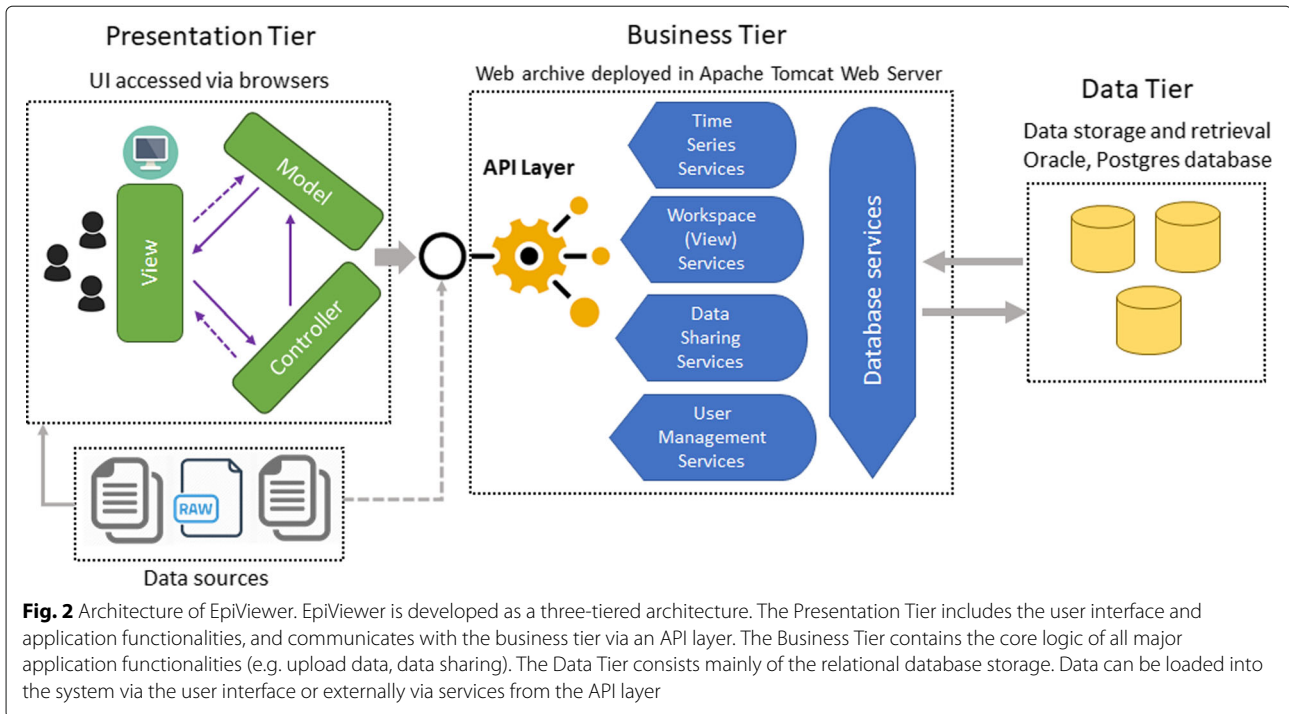 Presentation Tier
UI accessed via browsers
View
Model
Controller
RAW
Data sources
Business Tier
Web archive deployed in Apache Tomcat Web Server
API Layer
Time
Series
Services
Workspace
(View)
Services
Data
Sharing
Services
User
Management
Services
Database services
Data Tier
Data storage and retrieval
Oracle, Postgres database
Fig. 2 Architecture of EpiViewer. EpiViewer is developed as a three-tiered architecture. The Presentation Tier includes the user interface and
application functionalities, and communicates with the business tier via an API layer. The Business Tier contains the core logic of all major
application functionalities (e.g. upload data, data sharing). The Data Tier consists mainly of the relational database storage. Data can be loaded into
the system via the user interface or externally via services from the API layer